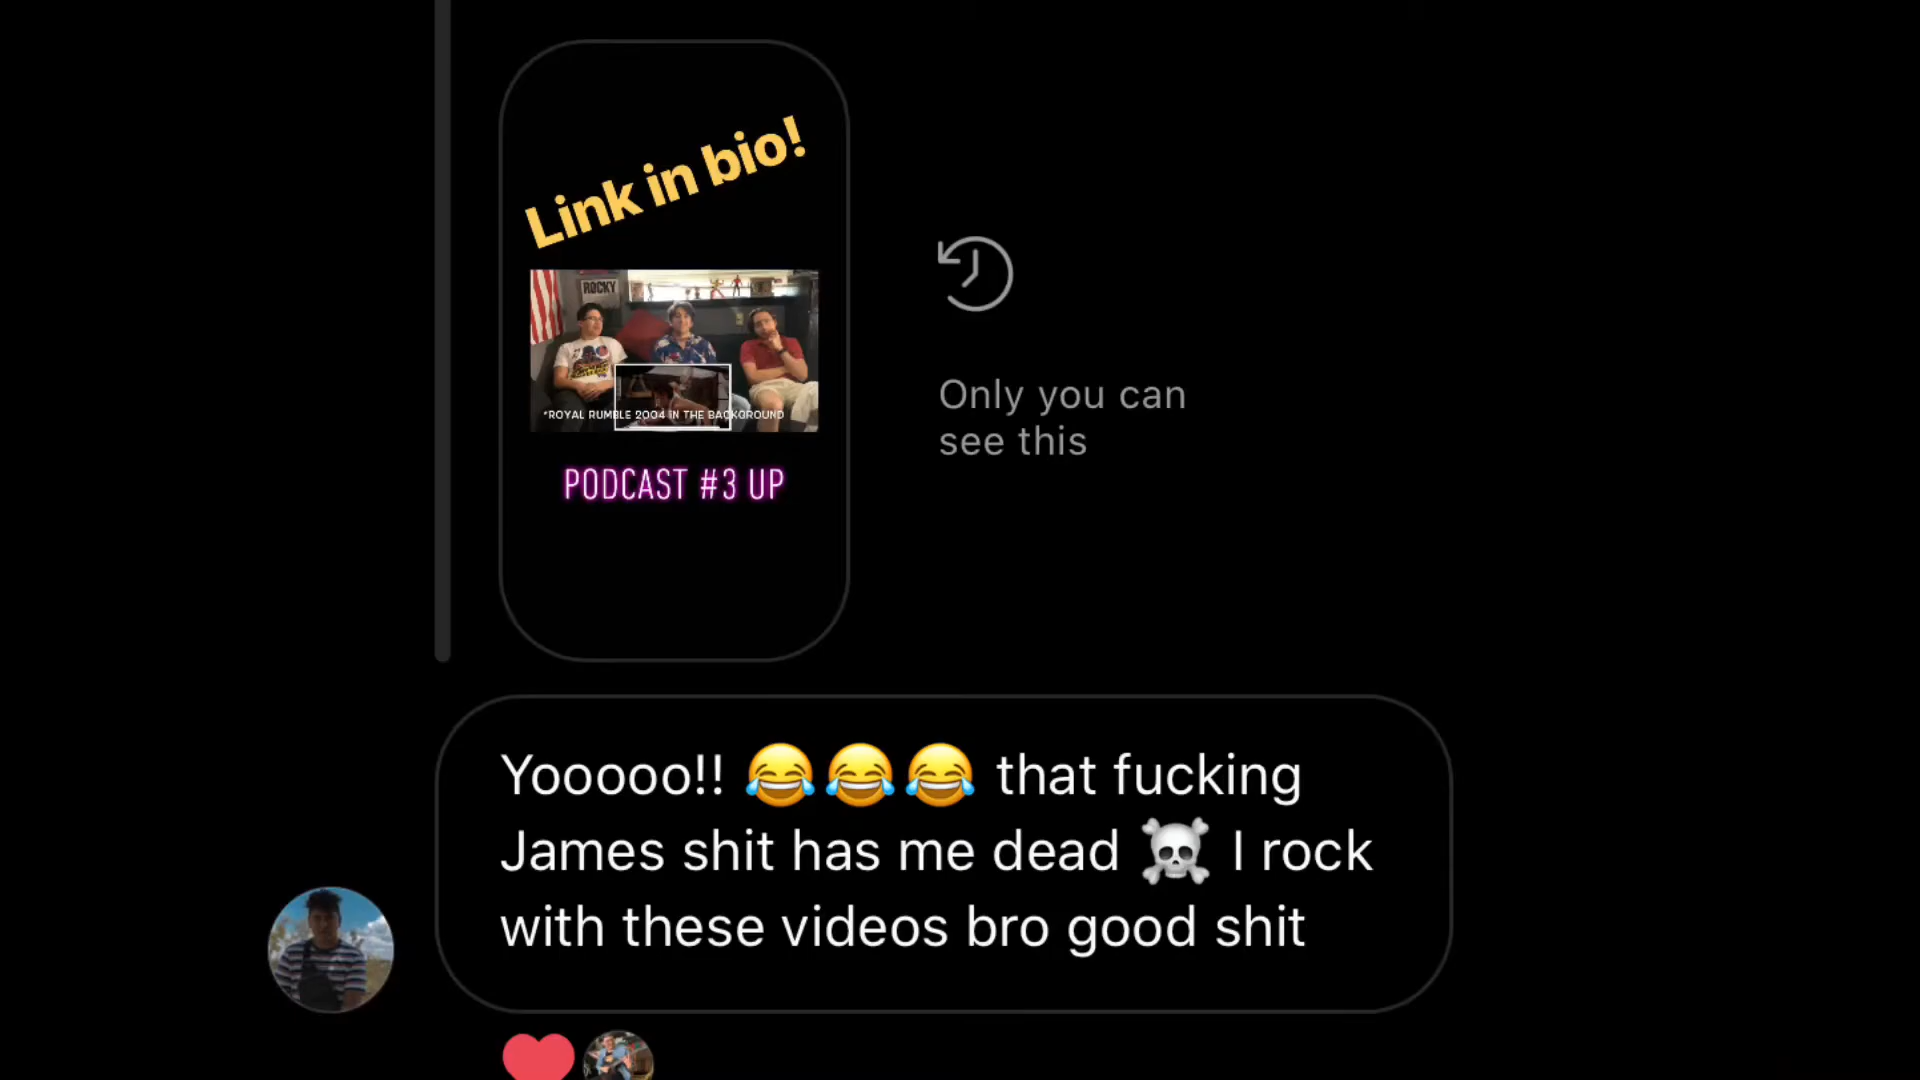 Link in bio!
ROCKY
*ROYAL RUMBLE 2004 IN THE BACKGROUND
PODCAST #3 UP
Only you can
see this
Yooooo!! 😂😂😂 that fucking
James shit has me dead ☠️ I rock
with these videos bro good shit